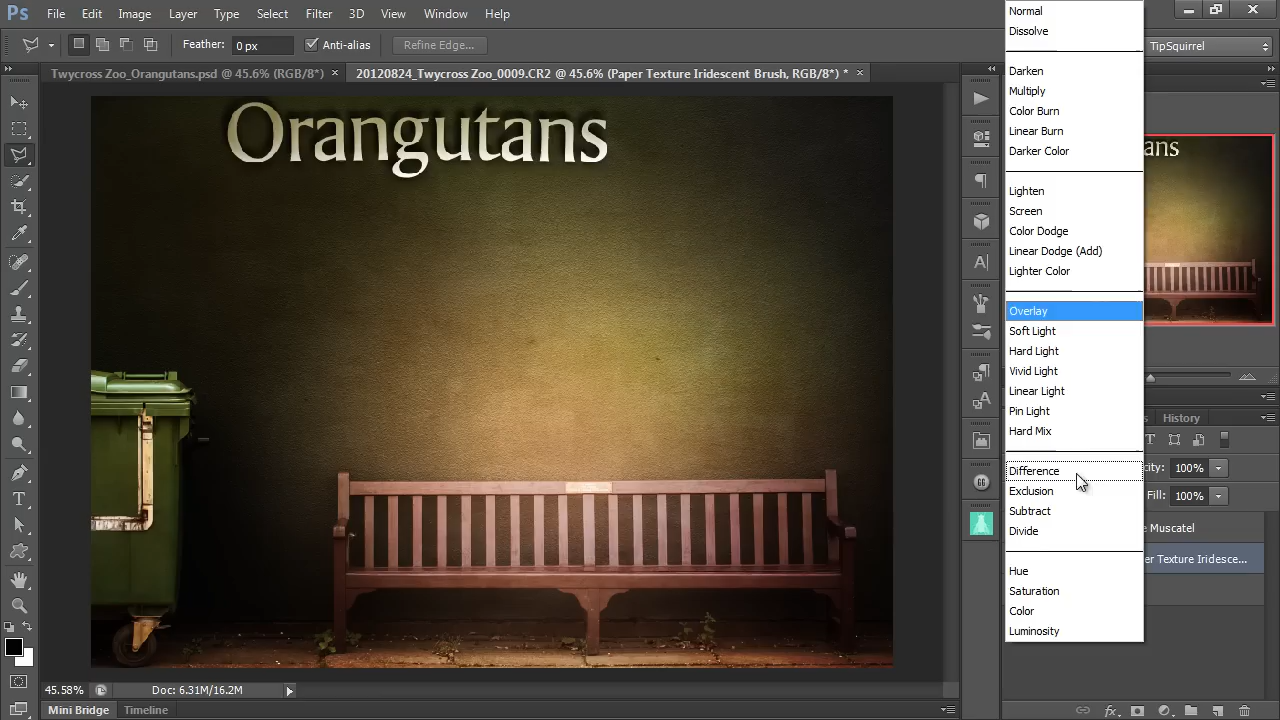 Ps File Edit Image Layer Type Select Filter 3D View Window Help
Feather: 0 px Anti-alias Refine Edge... TipSquirrel
Twycross Zoo_Orangutans.psd @ 45.6% (RGB/8*) × 20120824_Twycross Zoo_0009.CR2 @ 45.6% (Paper Texture Iridescent Brush, RGB/8*) * ×
Orangutans
Normal
Dissolve
Darken
Multiply
Color Burn
Linear Burn
Darker Color
Lighten
Screen
Color Dodge
Linear Dodge (Add)
Lighter Color
Overlay
Soft Light
Hard Light
Vivid Light
Linear Light
Pin Light
Hard Mix
Difference
Exclusion
Subtract
Divide
Hue
Saturation
Color
Luminosity
ans
s History
city: 100%
Fill: 100%
e Muscatel
er Texture Iridesce...
45.58% Doc: 6.31M/16.2M
Mini Bridge Timeline